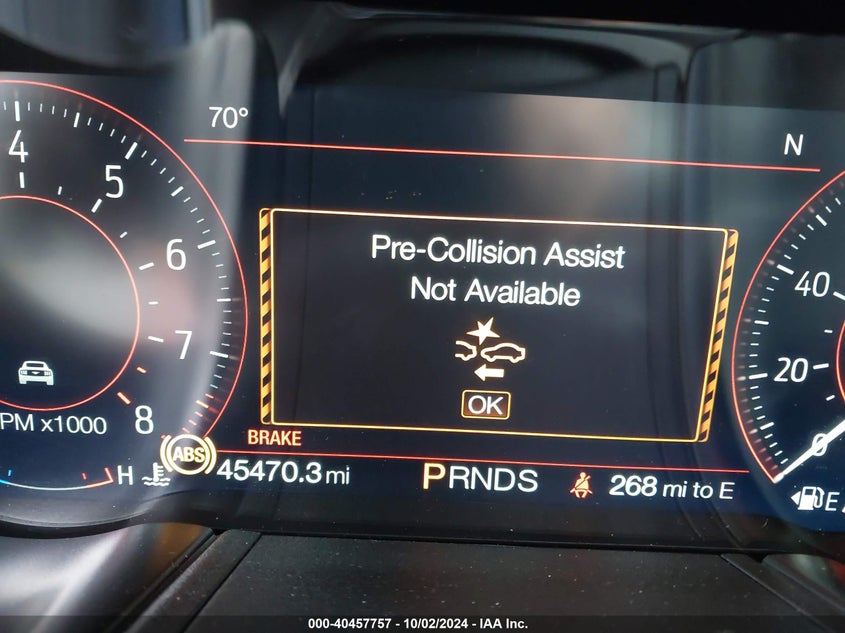 70°
N
4
5
6
7
8
PM x1000
Pre-Collision Assist
Not Available
OK
40
20
0
BRAKE
ABS
H
45470.3 mi
PRNDS
268 mi to E
E
000-40457757 - 10/02/2024 - IAA Inc.